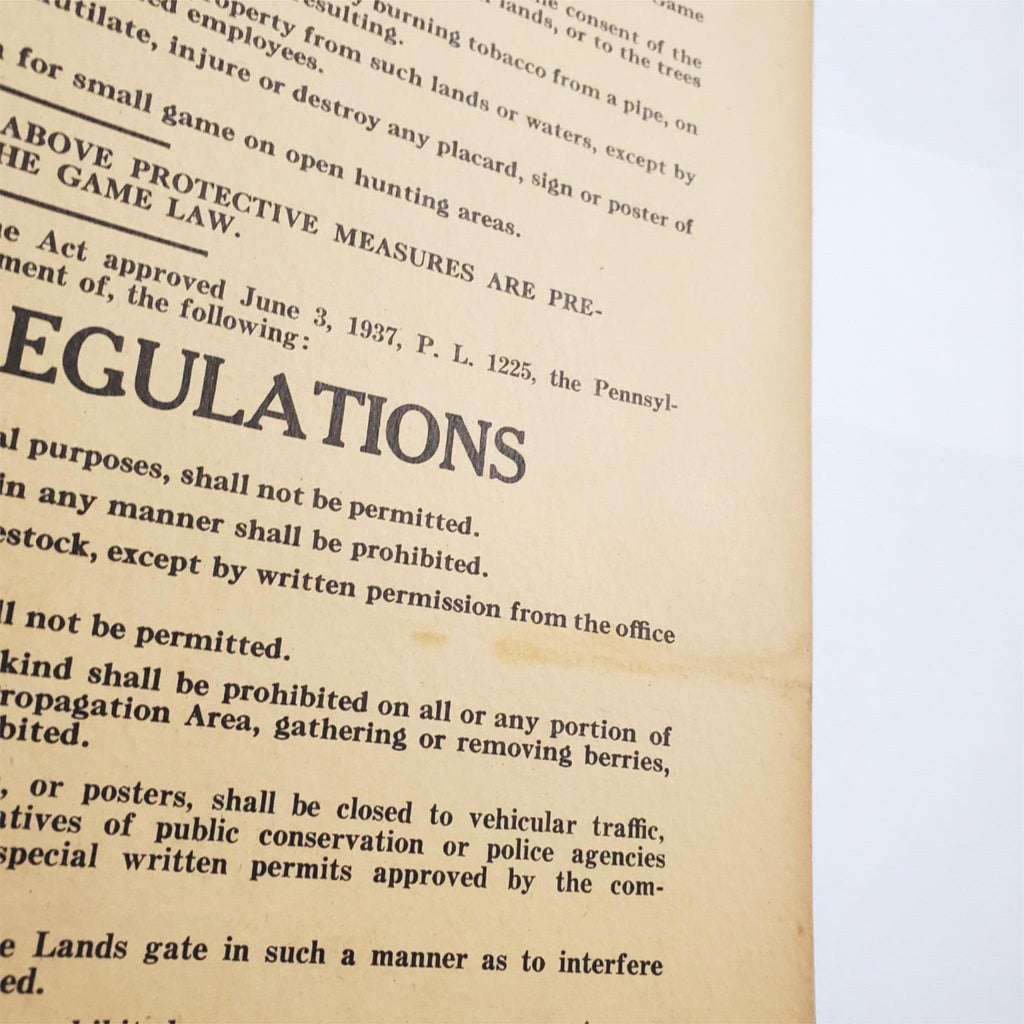 Game
the consent of the
lands, or to the trees
burning tobacco from a pipe, on
resulting.
property from such lands or waters, except by
employees.
mutilate, injure or destroy any placard, sign or poster of
for small game on open hunting areas.
ABOVE PROTECTIVE MEASURES ARE PRE-
HE GAME LAW.
e Act approved June 3, 1937, P. L. 1225, the Pennsyl-
ment of, the following:
EGULATIONS
al purposes, shall not be permitted.
in any manner shall be prohibited.
estock, except by written permission from the office
ll not be permitted.
kind shall be prohibited on all or any portion of
ropagation Area, gathering or removing berries,
bited.
, or posters, shall be closed to vehicular traffic,
atives of public conservation or police agencies
special written permits approved by the com-
e Lands gate in such a manner as to interfere
ed.